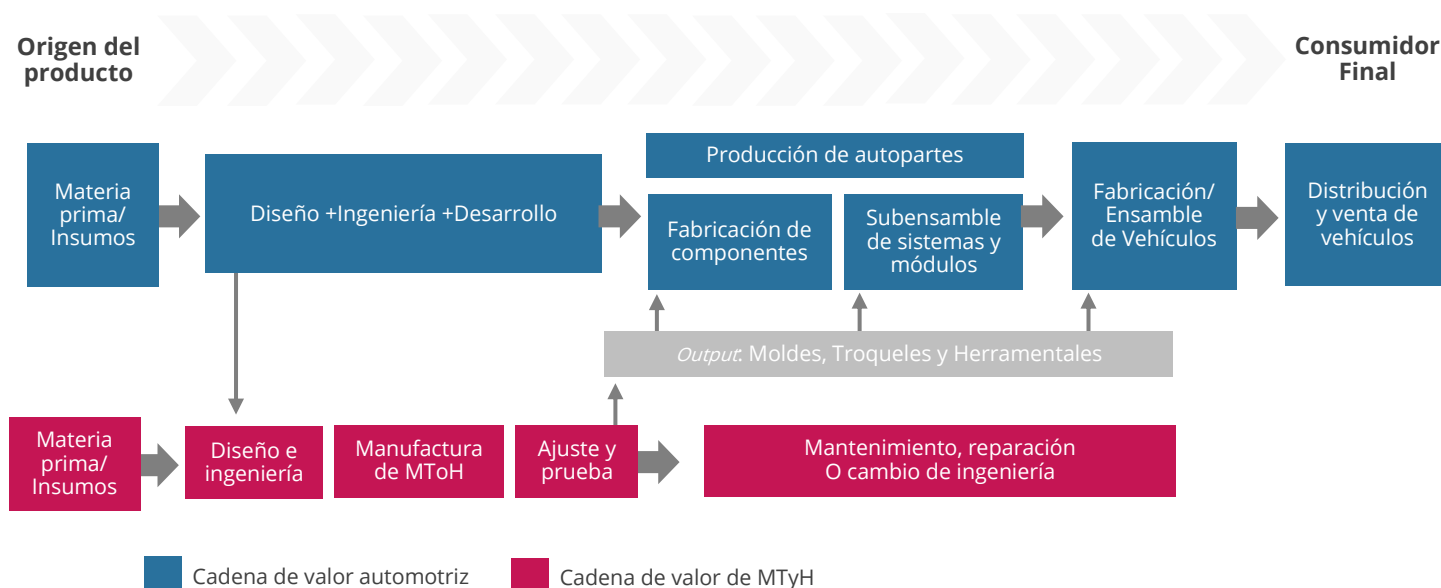 Origen del
producto
Consumidor
Final
Materia
prima/
Insumos
Diseño +Ingeniería +Desarrollo
Producción de autopartes
Fabricación de
componentes
Subensamble
de sistemas y
módulos
Fabricación/
Ensamble
de Vehículos
Distribución
y venta de
vehículos
Output: Moldes, Troqueles y Herramentales
Materia
prima/
Insumos
Diseño e
ingeniería
Manufactura
de MToH
Ajuste y
prueba
Mantenimiento, reparación
O cambio de ingeniería
Cadena de valor automotriz
Cadena de valor de MTyH